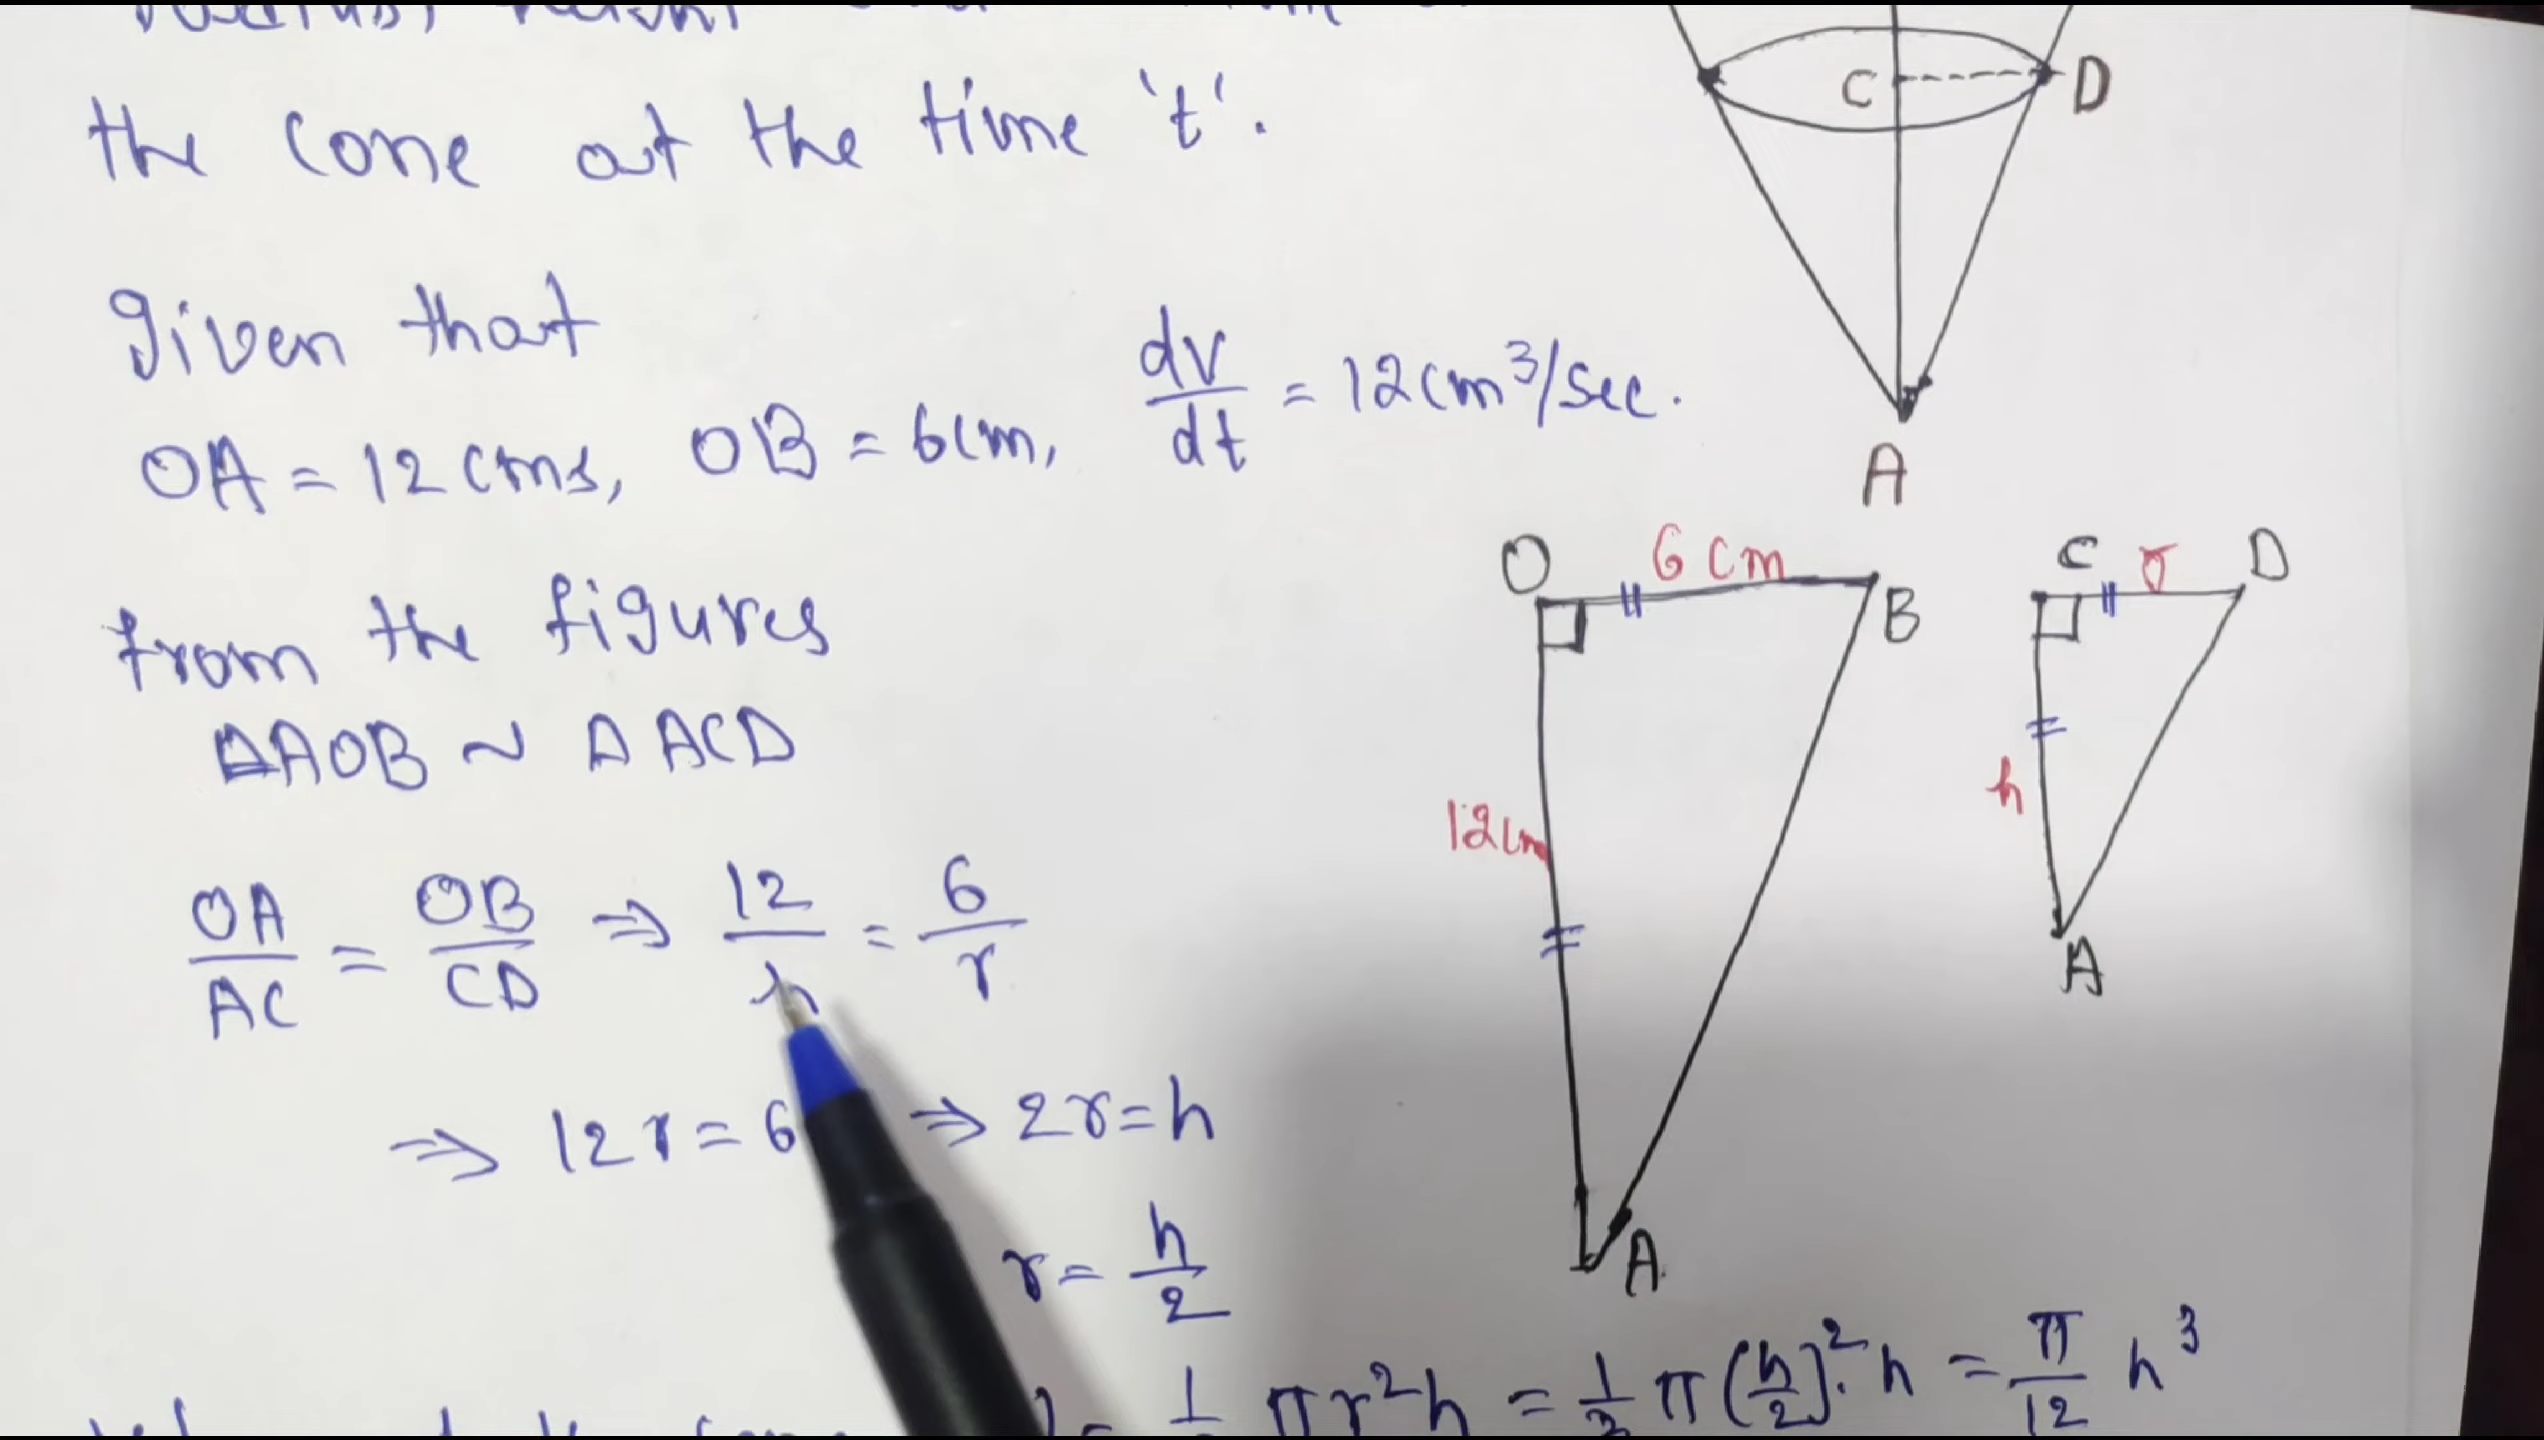 the cone at the time 't'.
C
D
A
Given that
OA = 12 cms, OB = 6cm, dv/dt = 12cm³/sec.
from the figures
ΔAOB ~ ΔACD
O 6 cm B
12cm
A
C r D
h
A
OA/AC = OB/CD ⇒ 12/h = 6/r
⇒ 12r = 6 ⇒ 2r = h
r = h/2
πr²h = 1/3 π(h/2)².h = π/12 h³